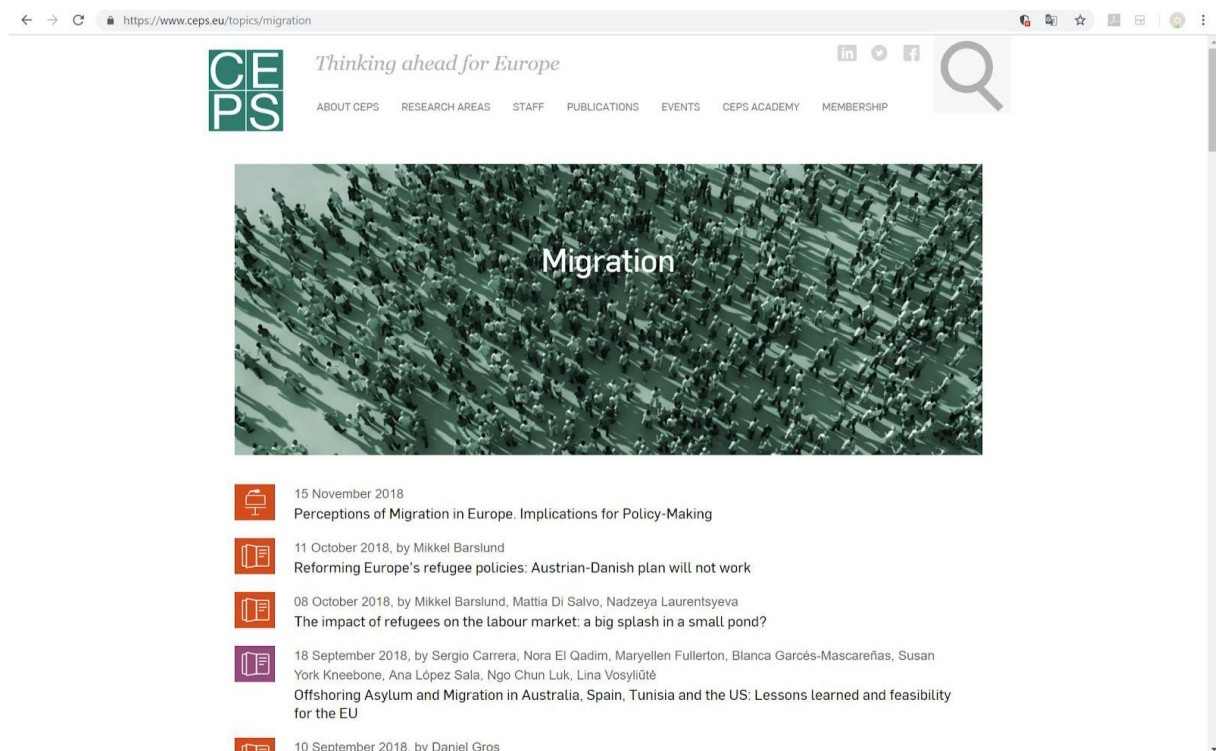 https://www.ceps.eu/topics/migration
CE
PS
Thinking ahead for Europe
ABOUT CEPS RESEARCH AREAS STAFF PUBLICATIONS EVENTS CEPS ACADEMY MEMBERSHIP
Migration
15 November 2018
Perceptions of Migration in Europe. Implications for Policy-Making
11 October 2018, by Mikkel Barslund
Reforming Europe's refugee policies: Austrian-Danish plan will not work
08 October 2018, by Mikkel Barslund, Mattia Di Salvo, Nadzeya Laurentsyeva
The impact of refugees on the labour market: a big splash in a small pond?
18 September 2018, by Sergio Carrera, Nora El Qadim, Maryellen Fullerton, Blanca Garcés-Mascareñas, Susan
York Kneebone, Ana López Sala, Ngo Chun Luk, Lina Vosyliūtė
Offshoring Asylum and Migration in Australia, Spain, Tunisia and the US: Lessons learned and feasibility
for the EU
10 September 2018, by Daniel Gros